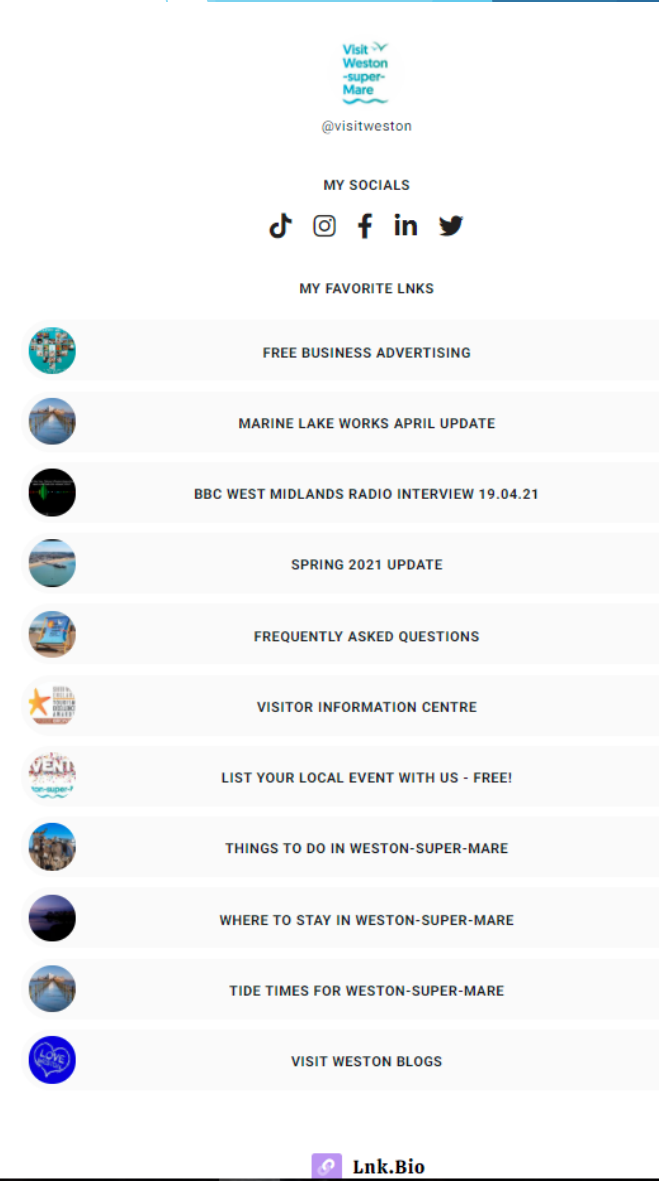 Visit
Weston
-super-
Mare
@visitweston
MY SOCIALS
MY FAVORITE LNKS
FREE BUSINESS ADVERTISING
MARINE LAKE WORKS APRIL UPDATE
BBC WEST MIDLANDS RADIO INTERVIEW 19.04.21
SPRING 2021 UPDATE
FREQUENTLY ASKED QUESTIONS
VISITOR INFORMATION CENTRE
LIST YOUR LOCAL EVENT WITH US - FREE!
THINGS TO DO IN WESTON-SUPER-MARE
WHERE TO STAY IN WESTON-SUPER-MARE
TIDE TIMES FOR WESTON-SUPER-MARE
LOVE
WESTON
VISIT WESTON BLOGS
Lnk.Bio